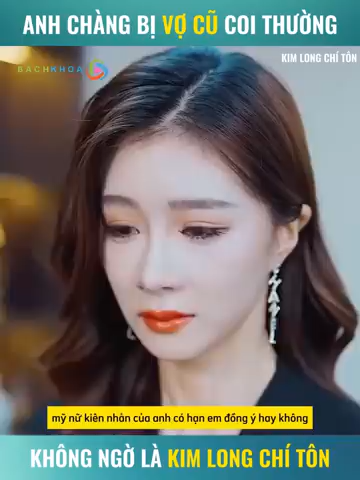 ANH CHÀNG BỊ VỢ CŨ COI THƯỜNG
KIM LONG CHÍ TÔN
BACHKHOA
mỹ nữ kiên nhẫn của anh có hạn em đồng ý hay không
KHÔNG NGỜ LÀ KIM LONG CHÍ TÔN